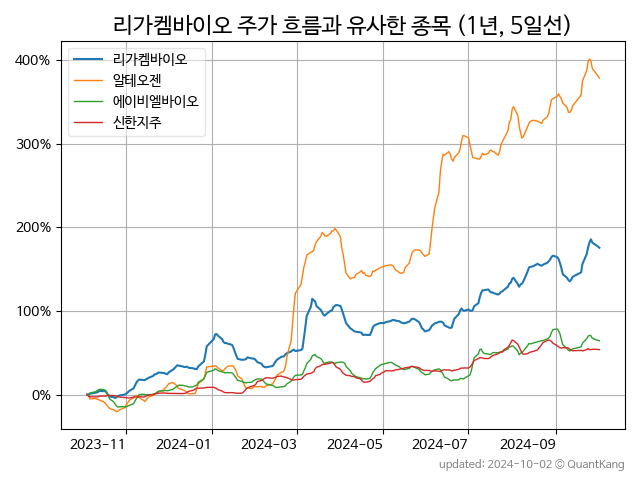 리가켐바이오 주가 흐름과 유사한 종목 (1년, 5일선)
리가켐바이오
알테오젠
에이비엘바이오
신한지주
400%
300%
200%
100%
0%
2023-11 2024-01 2024-03 2024-05 2024-07 2024-09
updated: 2024-10-02 © QuantKang